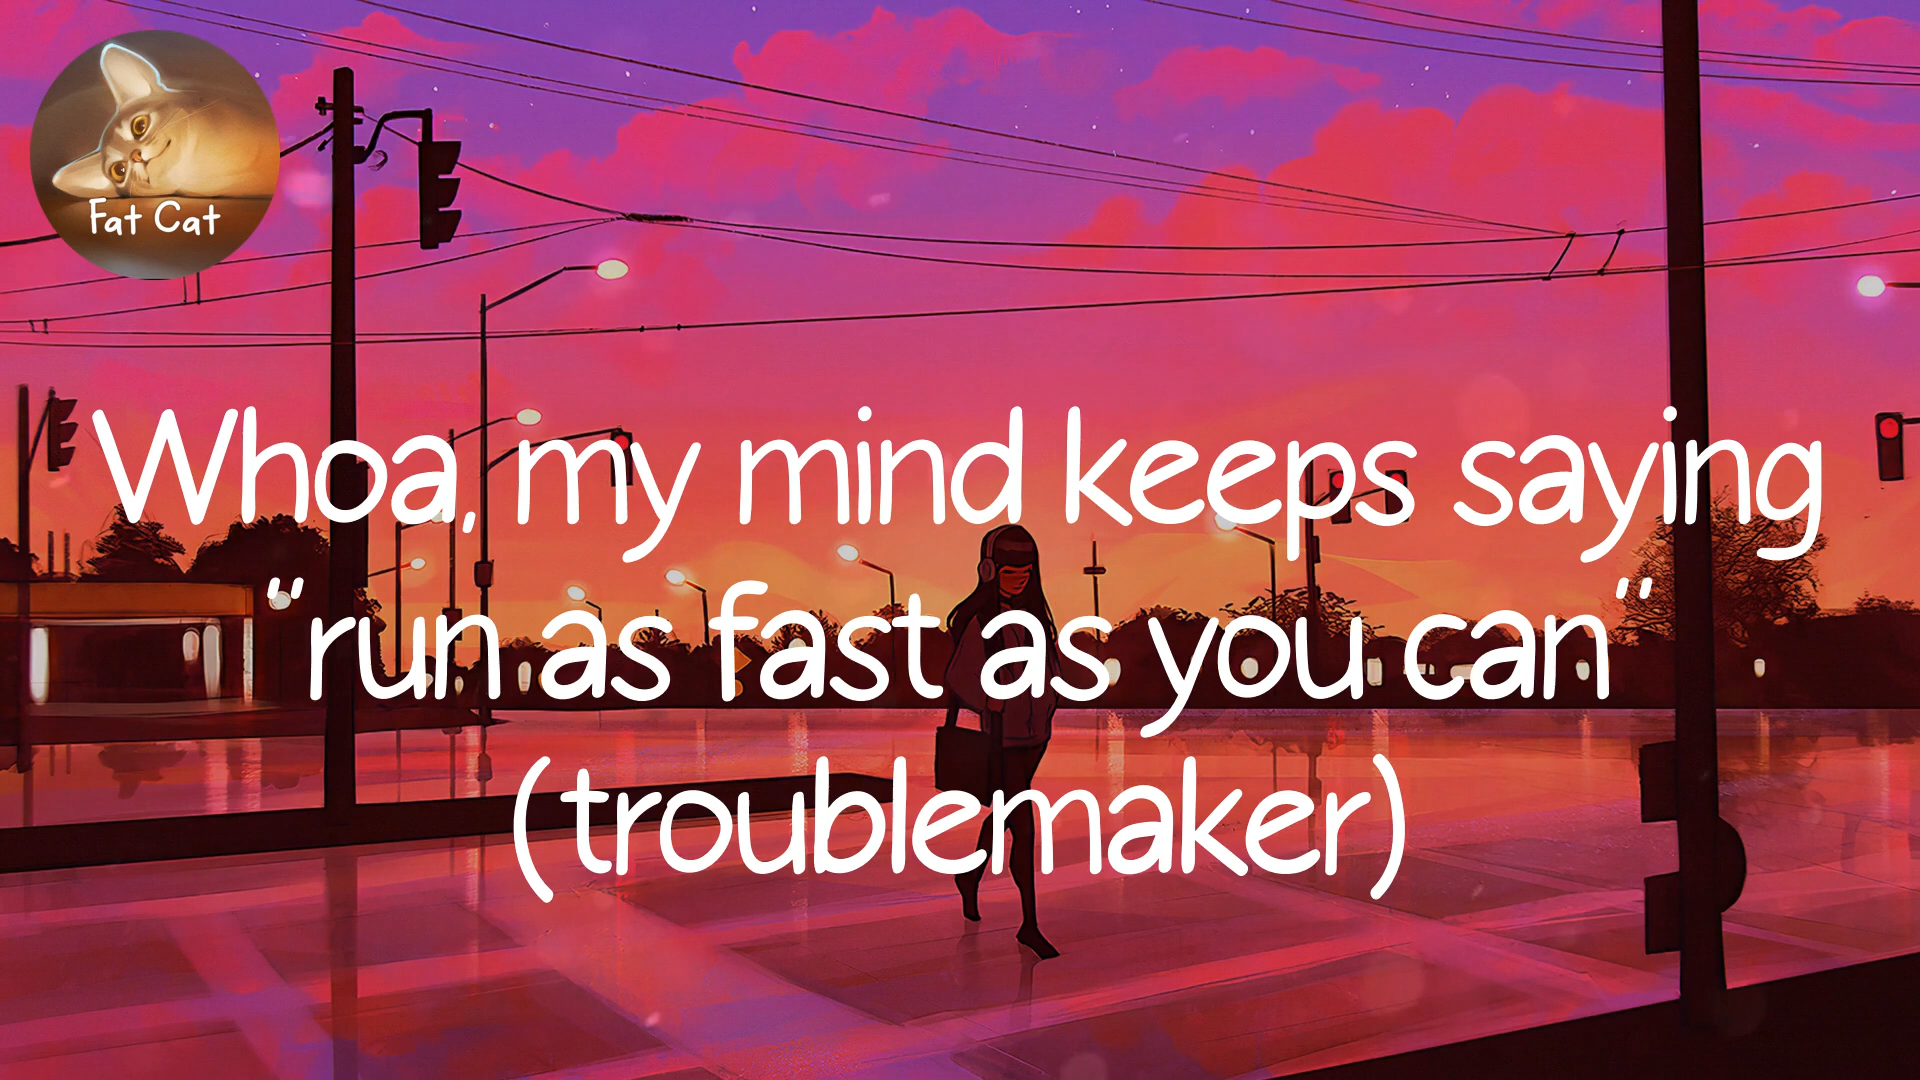 Fat Cat
Whoa, my mind keeps saying
“run as fast as you can”
(troublemaker)